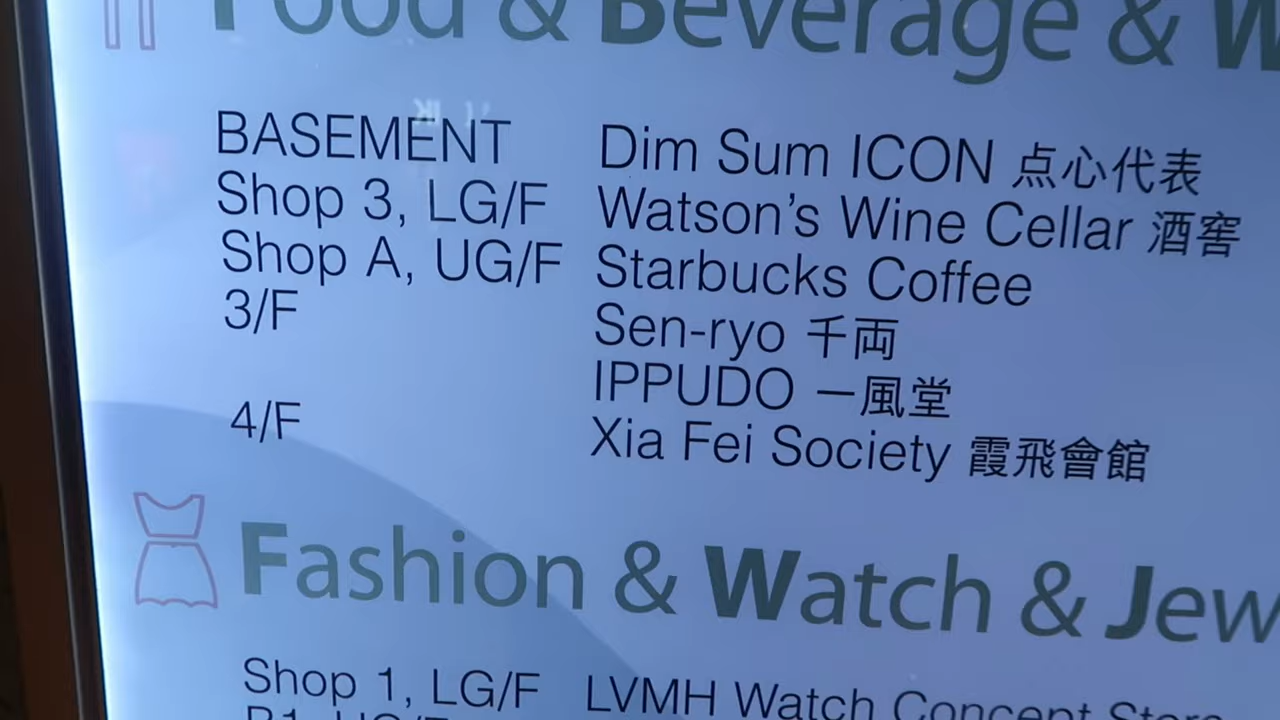 Food & Beverage & W
BASEMENT Dim Sum ICON 点心代表
Shop 3, LG/F Watson's Wine Cellar 酒窖
Shop A, UG/F Starbucks Coffee
3/F Sen-ryo 千両
IPPUDO 一風堂
4/F Xia Fei Society 霞飛會館
Fashion & Watch & Jew
Shop 1, LG/F LVMH Watch Concept Store